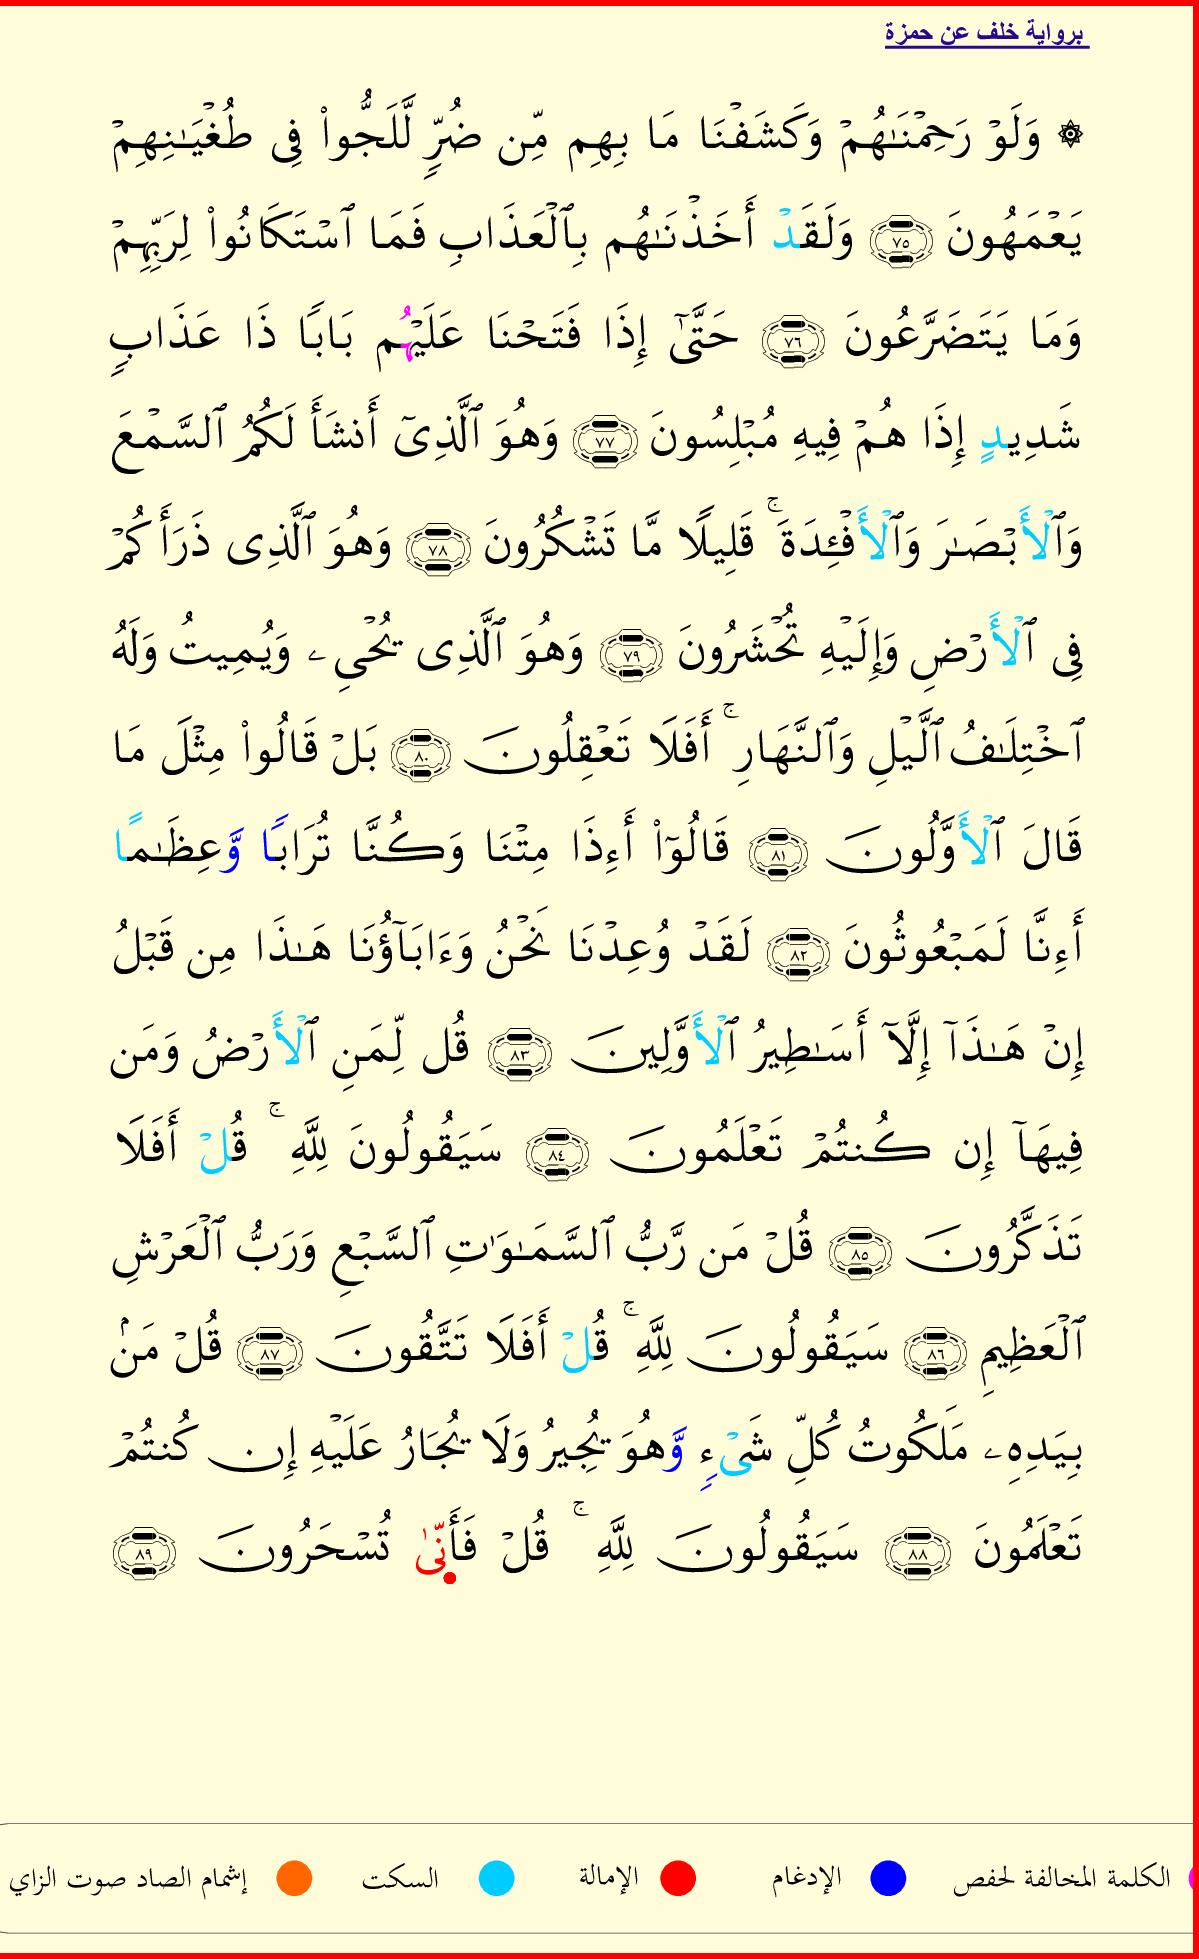 برواية خلف عن حمزة
۞ وَلَوۡ رَحِمۡنَٰهُمۡ وَكَشَفۡنَا مَا بِهِم مِّن ضُرّٖ لَّلَجُّواْ فِي طُغۡيَٰنِهِمۡ
يَعۡمَهُونَ ٧٥ وَلَقَدۡ أَخَذۡنَٰهُم بِٱلۡعَذَابِ فَمَا ٱسۡتَكَانُواْ لِرَبِّهِمۡ
وَمَا يَتَضَرَّعُونَ ٧٦ حَتَّىٰٓ إِذَا فَتَحۡنَا عَلَيۡهُم بَابٗا ذَا عَذَابٖ
شَدِيدٍ إِذَا هُمۡ فِيهِ مُبۡلِسُونَ ٧٧ وَهُوَ ٱلَّذِيٓ أَنشَأَ لَكُمُ ٱلسَّمۡعَ
وَٱلۡأَبۡصَٰرَ وَٱلۡأَفۡـِٔدَةَۚ قَلِيلٗا مَّا تَشۡكُرُونَ ٧٨ وَهُوَ ٱلَّذِي ذَرَأَكُمۡ
فِي ٱلۡأَرۡضِ وَإِلَيۡهِ تُحۡشَرُونَ ٧٩ وَهُوَ ٱلَّذِي يُحۡيِۦ وَيُمِيتُ وَلَهُ
ٱخۡتِلَٰفُ ٱلَّيۡلِ وَٱلنَّهَارِۚ أَفَلَا تَعۡقِلُونَ ٨٠ بَلۡ قَالُواْ مِثۡلَ مَا
قَالَ ٱلۡأَوَّلُونَ ٨١ قَالُوٓاْ أَءِذَا مِتۡنَا وَكُنَّا تُرَابٗا وَّعِظَٰمًا
أَءِنَّا لَمَبۡعُوثُونَ ٨٢ لَقَدۡ وُعِدۡنَا نَحۡنُ وَءَابَآؤُنَا هَٰذَا مِن قَبۡلُ
إِنۡ هَٰذَآ إِلَّآ أَسَٰطِيرُ ٱلۡأَوَّلِينَ ٨٣ قُل لِّمَنِ ٱلۡأَرۡضُ وَمَن
فِيهَآ إِن كُنتُمۡ تَعۡلَمُونَ ٨٤ سَيَقُولُونَ لِلَّهِۚ قُلۡ أَفَلَا
تَذَكَّرُونَ ٨٥ قُلۡ مَن رَّبُّ ٱلسَّمَٰوَٰتِ ٱلسَّبۡعِ وَرَبُّ ٱلۡعَرۡشِ
ٱلۡعَظِيمِ ٨٦ سَيَقُولُونَ لِلَّهِۚ قُلۡ أَفَلَا تَتَّقُونَ ٨٧ قُلۡ مَنۢ
بِيَدِهِۦ مَلَكُوتُ كُلِّ شَيۡءٖ وَّهُوَ يُجِيرُ وَلَا يُجَارُ عَلَيۡهِ إِن كُنتُمۡ
تَعۡلَمُونَ ٨٨ سَيَقُولُونَ لِلَّهِۚ قُلۡ فَأَنّىٰ تُسۡحَرُونَ ٨٩
الكلمة المخالفة لحفص الإدغام الإمالة السكت إشمام الصاد صوت الزاي